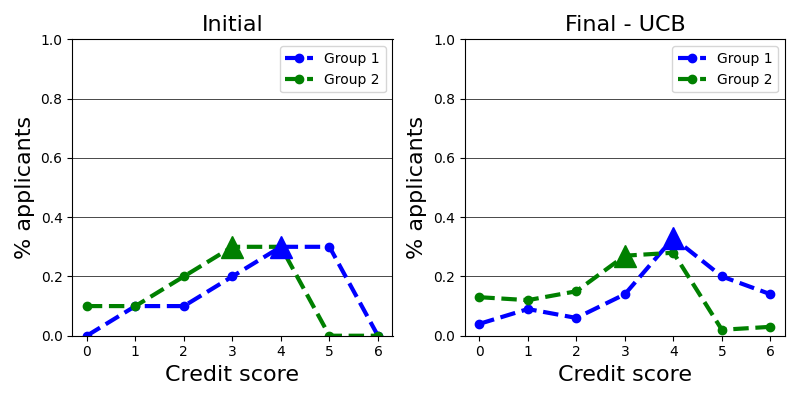 Initial
Final - UCB
1.0
0.8
0.6
0.4
0.2
0.0
% applicants
Group 1
Group 2
0 1 2 3 4 5 6
Credit score
1.0
0.8
0.6
0.4
0.2
0.0
% applicants
Group 1
Group 2
0 1 2 3 4 5 6
Credit score